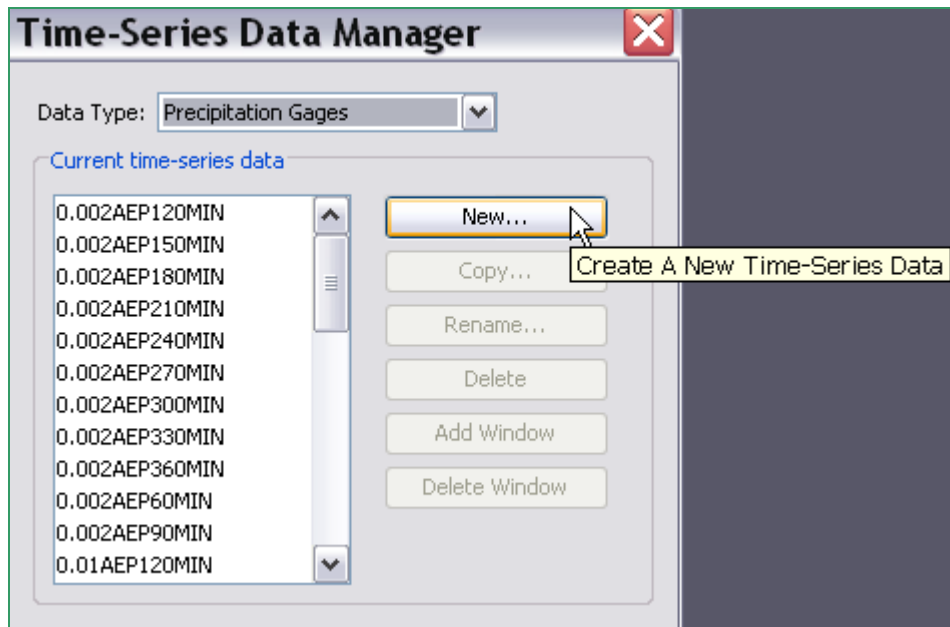 Time-Series Data Manager
Data Type: Precipitation Gages
Current time-series data
0.002AEP120MIN
0.002AEP150MIN
0.002AEP180MIN
0.002AEP210MIN
0.002AEP240MIN
0.002AEP270MIN
0.002AEP300MIN
0.002AEP330MIN
0.002AEP360MIN
0.002AEP60MIN
0.002AEP90MIN
0.01AEP120MIN
New...
Create A New Time-Series Data
Copy...
Rename...
Delete
Add Window
Delete Window